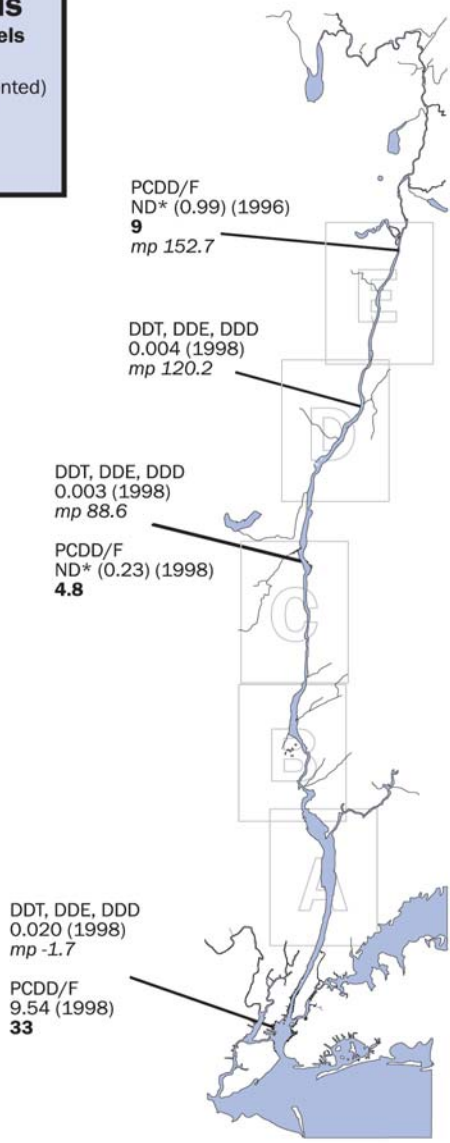 els
nted)
PCDD/F
ND* (0.99) (1996)
9
mp 152.7
E
DDT, DDE, DDD
0.004 (1998)
mp 120.2
D
DDT, DDE, DDD
0.003 (1998)
mp 88.6
PCDD/F
ND* (0.23) (1998)
4.8
C
B
A
DDT, DDE, DDD
0.020 (1998)
mp -1.7
PCDD/F
9.54 (1998)
33